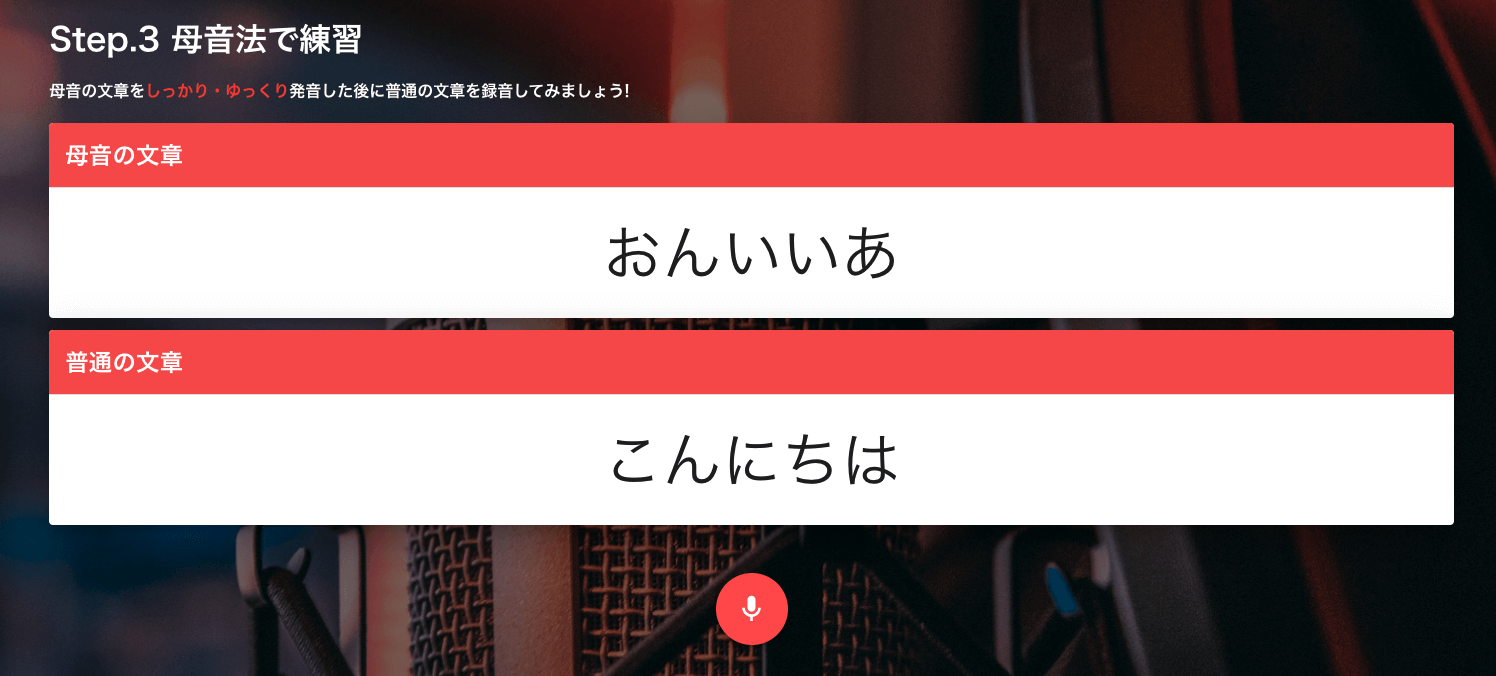 Step.3 母音法で練習
母音の文章をしっかり・ゆっくり発音した後に普通の文章を録音してみましょう!
母音の文章
おんいいあ
普通の文章
こんにちは